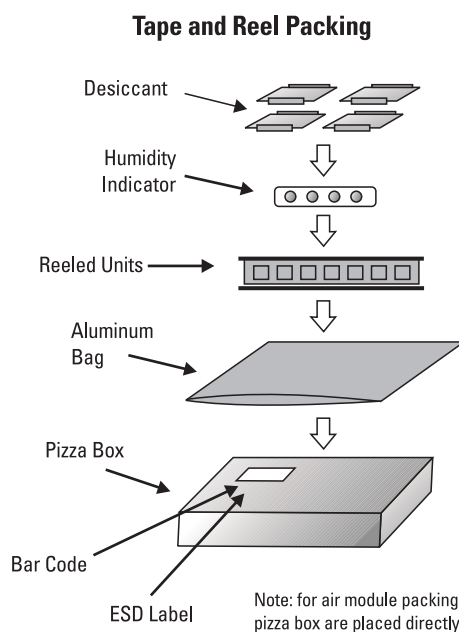 Tape and Reel Packing
Desiccant
Humidity
Indicator
Reeled Units
Aluminum
Bag
Pizza Box
Bar Code
ESD Label
Note: for air module packing
pizza box are placed directly